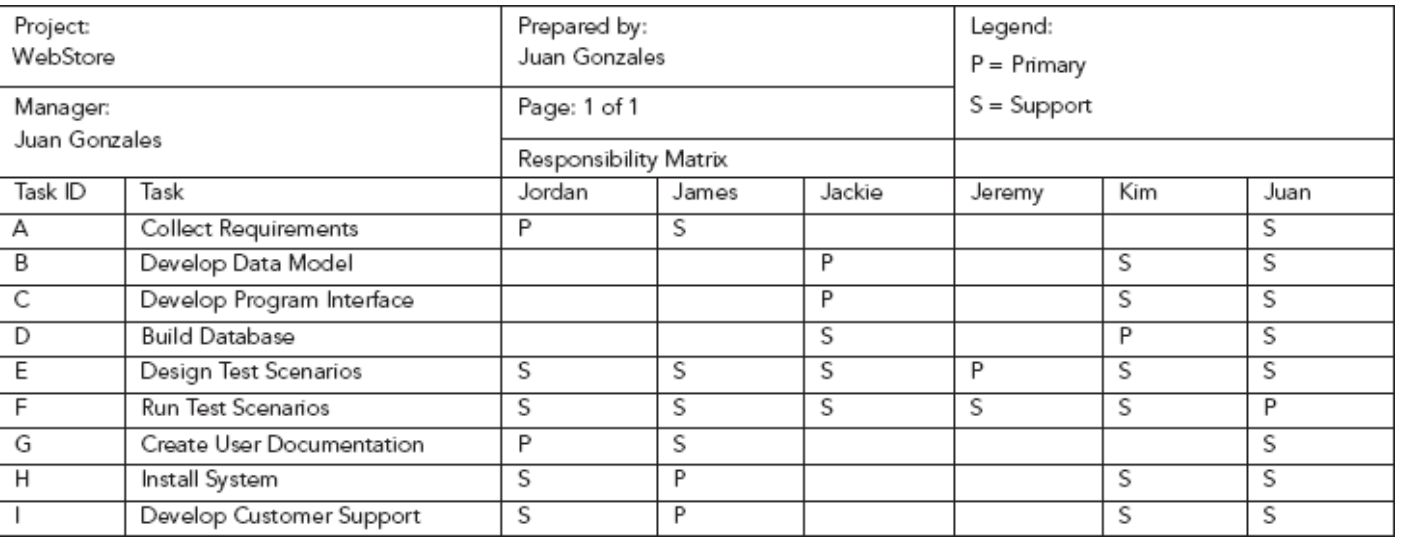 Project:
WebStore
Prepared by:
Juan Gonzales
Legend:
P = Primary
S = Support
Manager:
Juan Gonzales
Page: 1 of 1
Responsibility Matrix
Task ID Task Jordan James Jackie Jeremy Kim Juan
A Collect Requirements P S S
B Develop Data Model P S S
C Develop Program Interface P S S
D Build Database S P S
E Design Test Scenarios S S S P S S
F Run Test Scenarios S S S S S P
G Create User Documentation P S S
H Install System S P S S
I Develop Customer Support S P S S